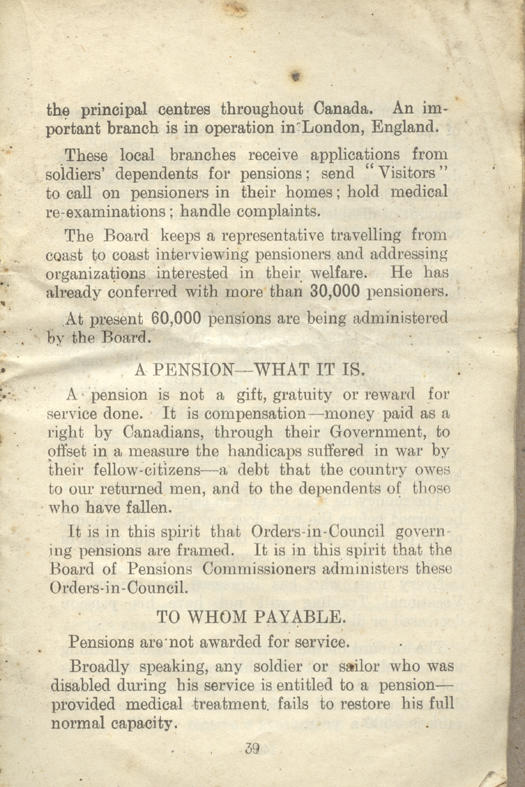 the principal centres throughout Canada. An im-
portant branch is in operation in London, England.
These local branches receive applications from
soldiers' dependents for pensions; send "Visitors"
to call on pensioners in their homes; hold medical
re-examinations; handle complaints.
The Board keeps a representative travelling from
coast to coast interviewing pensioners and addressing
organizations interested in their welfare. He has
already conferred with more than 30,000 pensioners.
At present 60,000 pensions are being administered
by the Board.
A PENSION—WHAT IT IS.
A pension is not a gift, gratuity or reward for
service done. It is compensation—money paid as a
right by Canadians, through their Government, to
offset in a measure the handicaps suffered in war by
their fellow-citizens—a debt that the country owes
to our returned men, and to the dependents of those
who have fallen.
It is in this spirit that Orders-in-Council govern-
ing pensions are framed. It is in this spirit that the
Board of Pensions Commissioners administers these
Orders-in-Council.
TO WHOM PAYABLE.
Pensions are not awarded for service.
Broadly speaking, any soldier or sailor who was
disabled during his service is entitled to a pension—
provided medical treatment fails to restore his full
normal capacity.
39